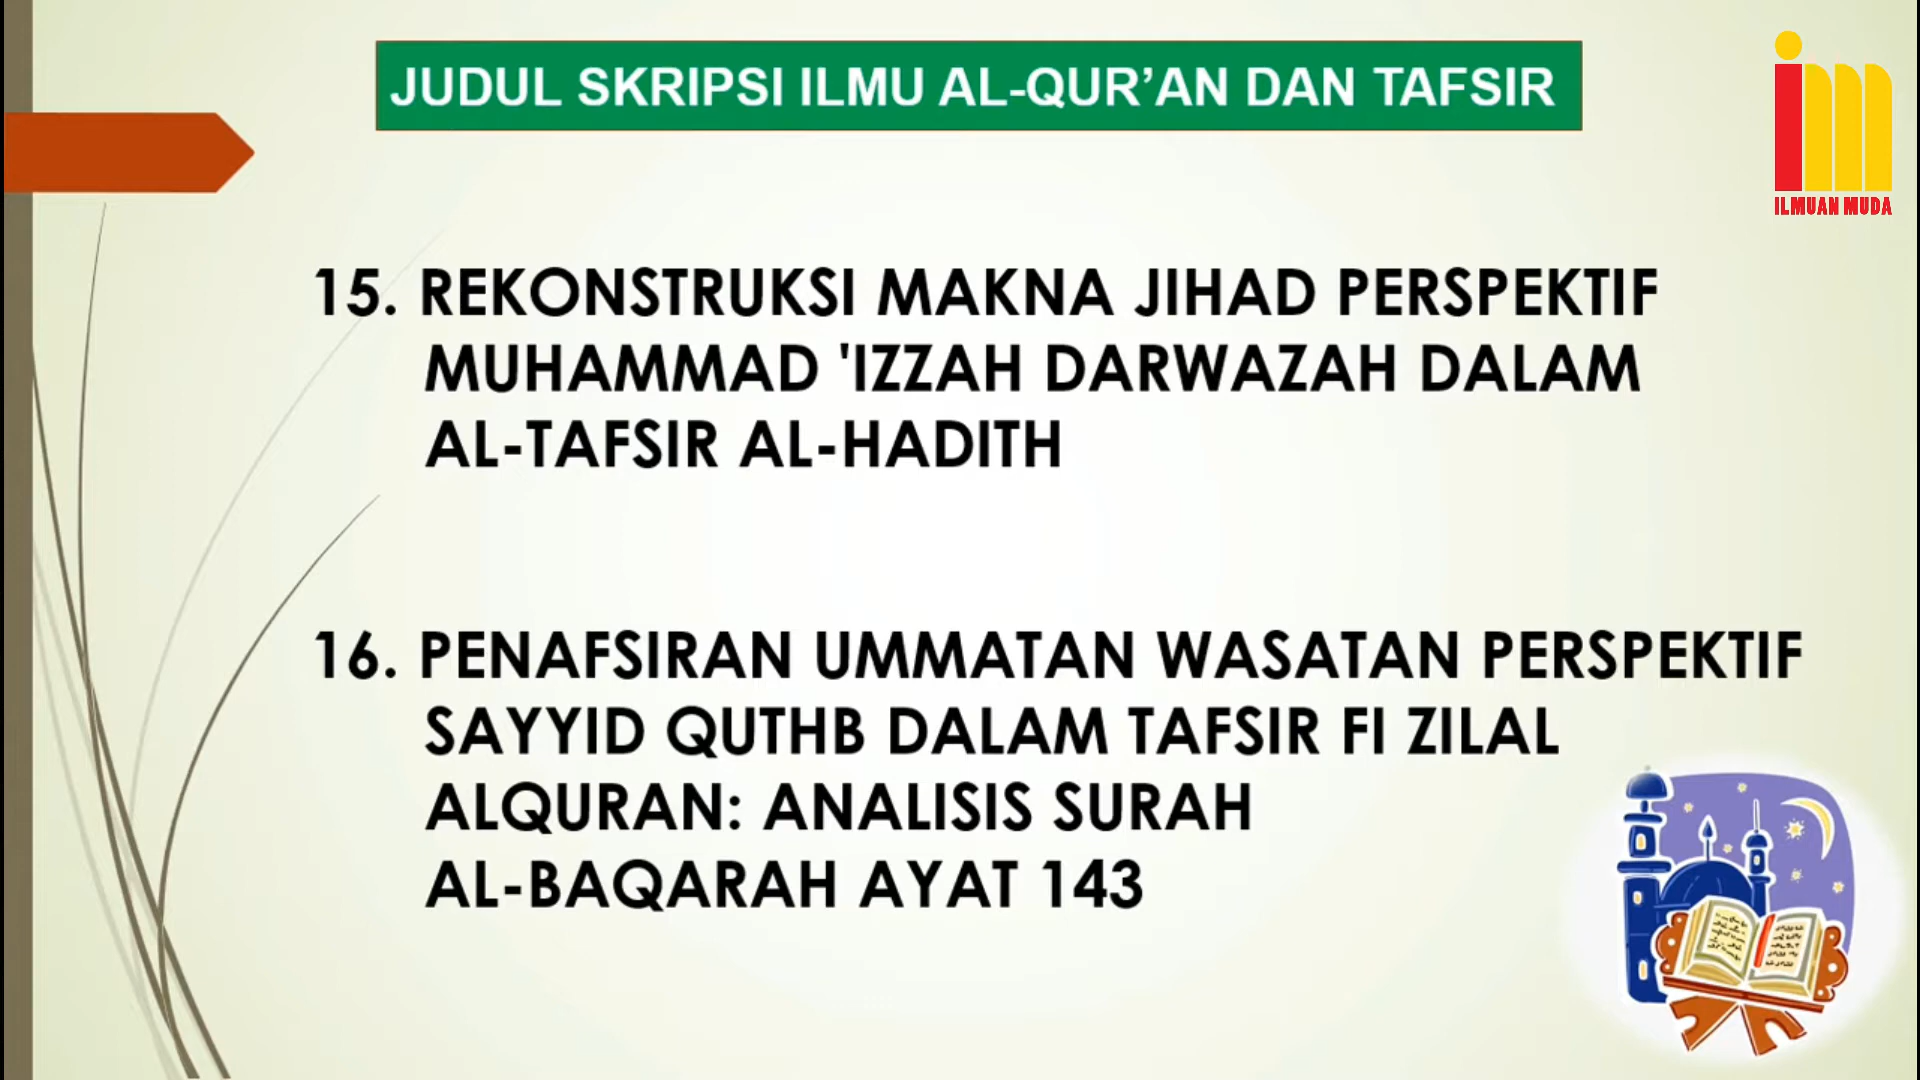 JUDUL SKRIPSI ILMU AL-QUR’AN DAN TAFSIR
ILMUAN MUDA
15. REKONSTRUKSI MAKNA JIHAD PERSPEKTIF
MUHAMMAD 'IZZAH DARWAZAH DALAM
AL-TAFSIR AL-HADITH
16. PENAFSIRAN UMMATAN WASATAN PERSPEKTIF
SAYYID QUTHB DALAM TAFSIR FI ZILAL
ALQURAN: ANALISIS SURAH
AL-BAQARAH AYAT 143